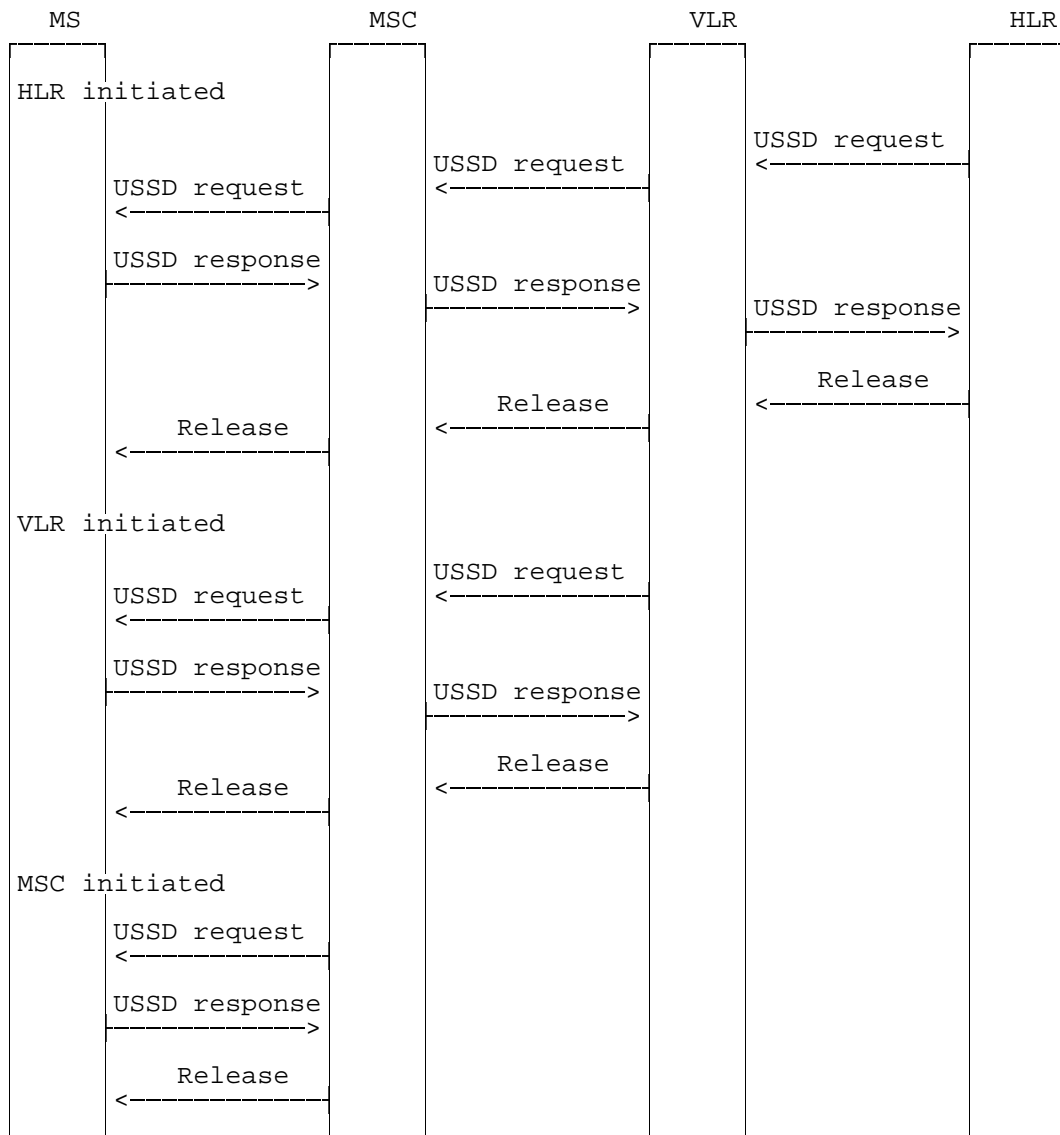 MS MSC VLR HLR
HLR initiated
USSD request
USSD request
USSD request
USSD response
USSD response
USSD response
Release
Release
Release
VLR initiated
USSD request
USSD request
USSD response
USSD response
Release
Release
MSC initiated
USSD request
USSD response
Release